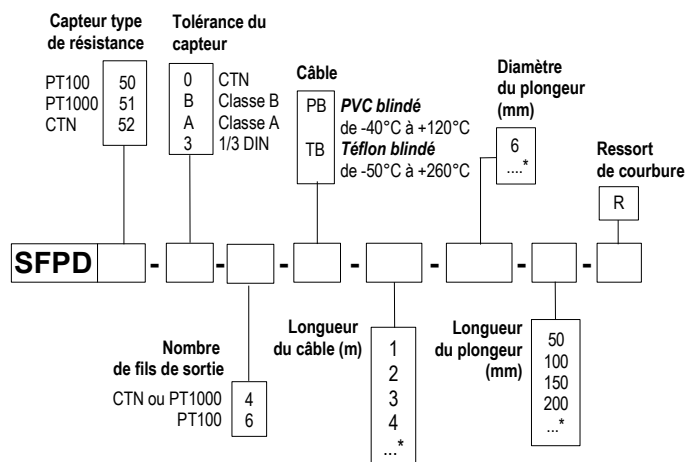 Capteur type
de résistance
PT100 50
PT1000 51
CTN 52
Tolérance du
capteur
0 CTN
B Classe B
A Classe A
3 1/3 DIN
Câble
PB PVC blindé
de -40°C à +120°C
TB Téflon blindé
de -50°C à +260°C
Diamètre
du plongeur
(mm)
6
....*
Ressort
de courbure
R
SFPD - - - - - - -
Nombre
de fils de sortie
CTN ou PT1000 4
PT100 6
Longueur
du câble (m)
1
2
3
4
...*
Longueur
du plongeur
(mm)
50
100
150
200
...*